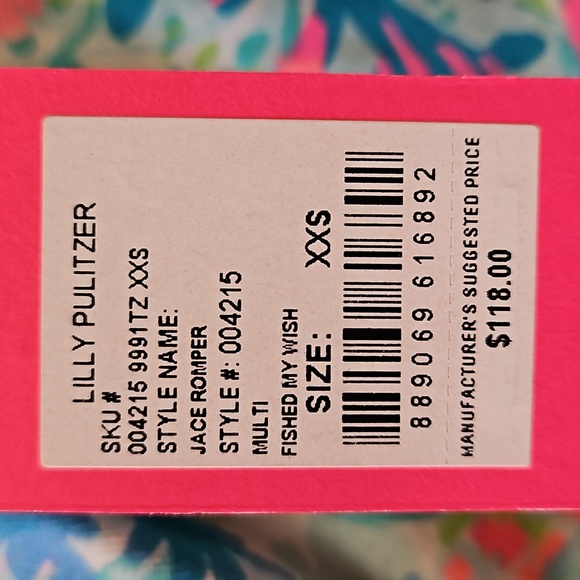 LILLY PULITZER
SKU #
004215 9991TZ XXS
STYLE NAME:
JACE ROMPER
STYLE #: 004215
MULTI
FISHED MY WISH
SIZE: XXS
889069 616892
MANUFACTURER'S SUGGESTED PRICE
$118.00